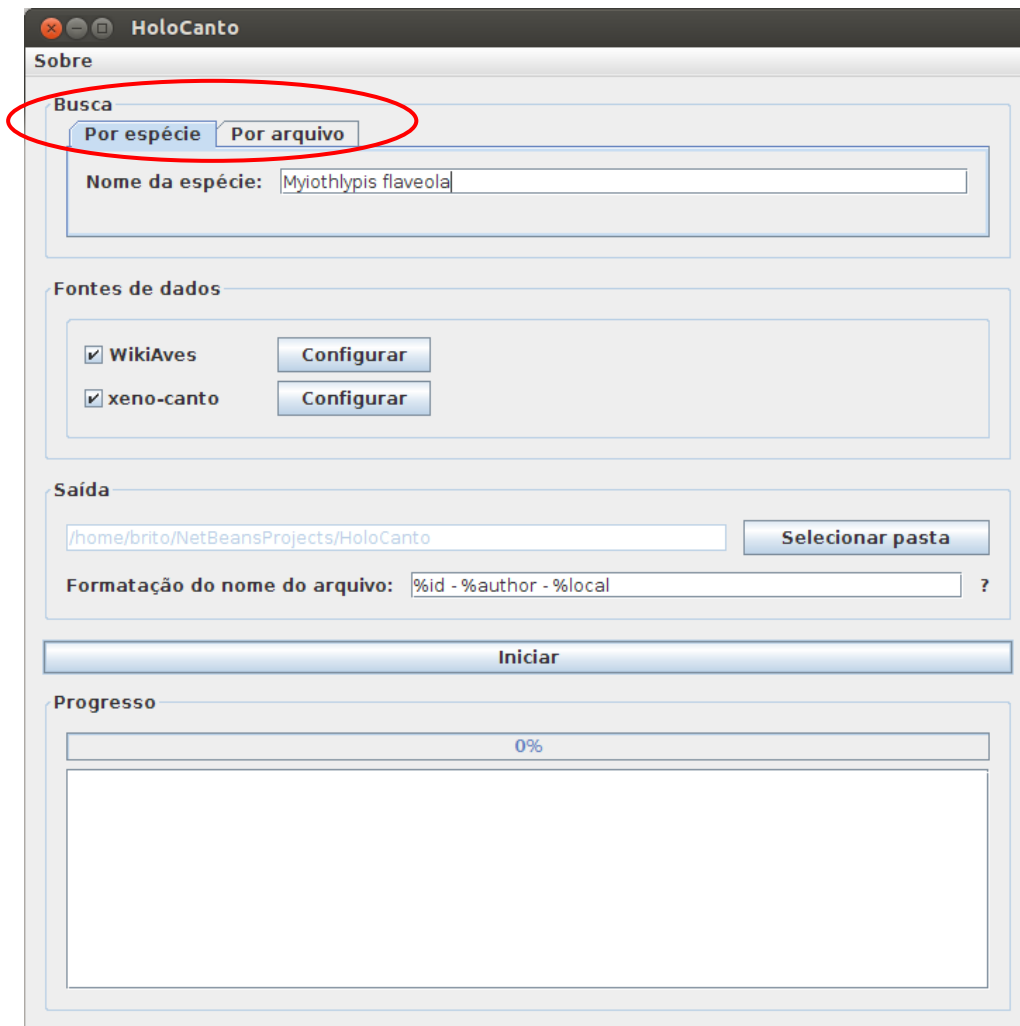 HoloCanto
Sobre
Busca
Por espécie Por arquivo
Nome da espécie: Myiothlypis flaveola
Fontes de dados
WikiAves Configurar
xeno-canto Configurar
Saída
/home/brito/NetBeansProjects/HoloCanto Selecionar pasta
Formatação do nome do arquivo: %id - %author - %local ?
Iniciar
Progresso
0%